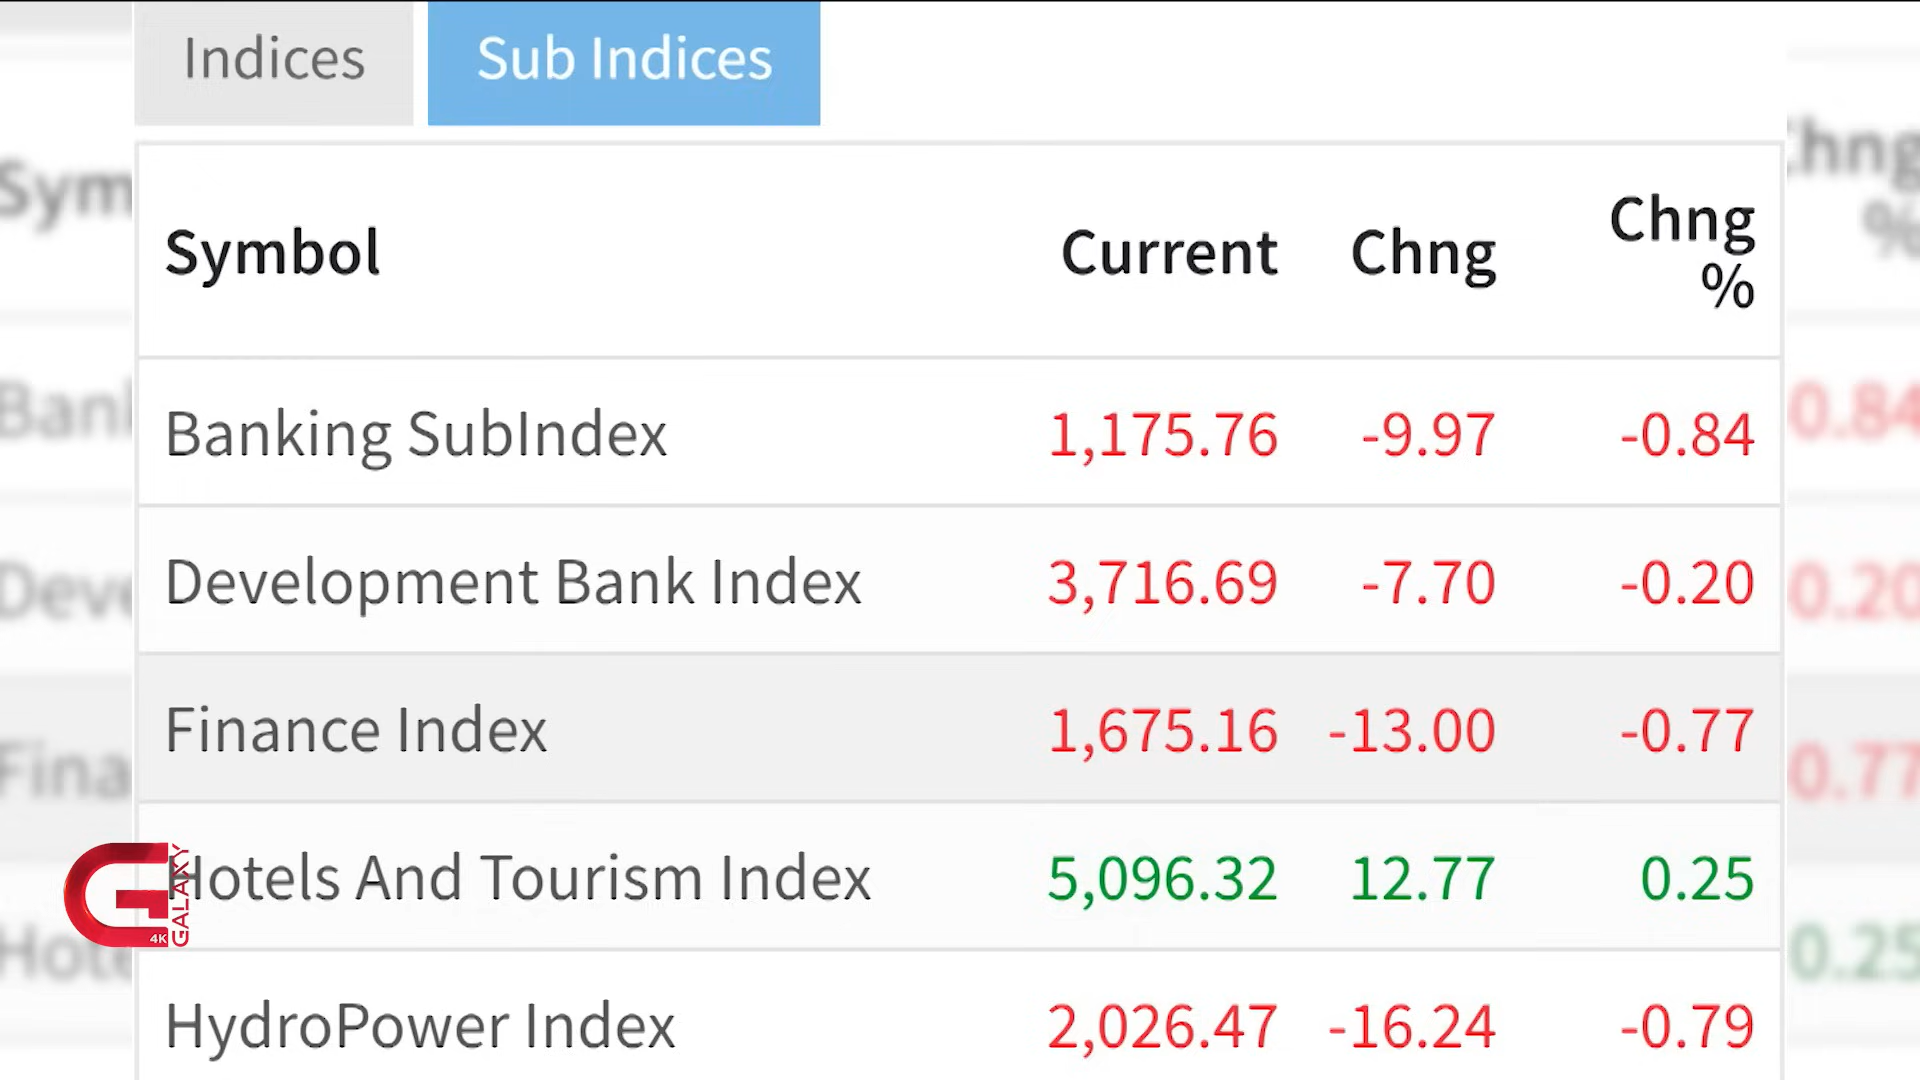 Indices Sub Indices
Symbol Current Chng Chng %
Banking SubIndex 1,175.76 -9.97 -0.84
Development Bank Index 3,716.69 -7.70 -0.20
Finance Index 1,675.16 -13.00 -0.77
Hotels And Tourism Index 5,096.32 12.77 0.25
HydroPower Index 2,026.47 -16.24 -0.79
GALAXY
4K